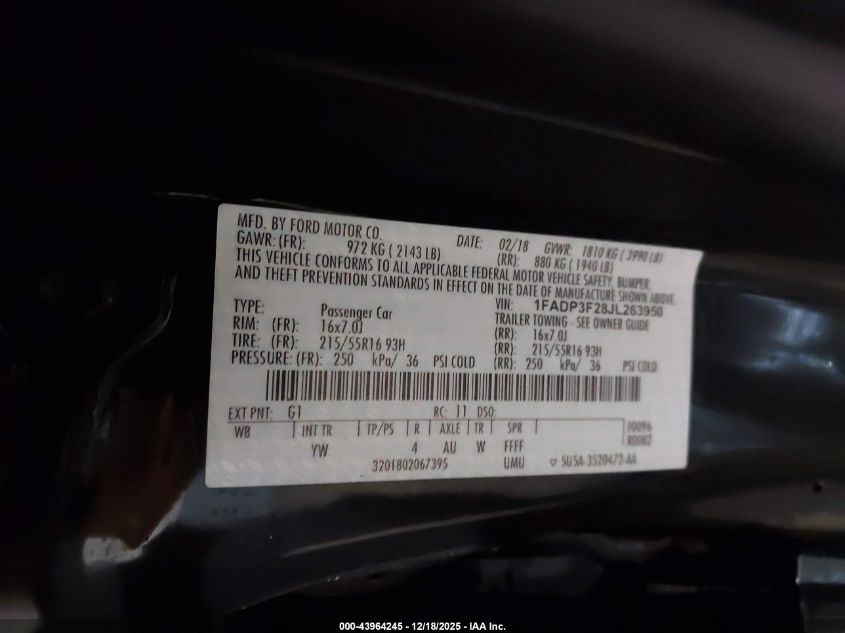 MFD. BY FORD MOTOR CO.
DATE: 02/18 GVWR: 1810 KG ( 3990 LB)
GAWR: (FR): 972 KG ( 2143 LB) (RR): 880 KG ( 1940 LB)
THIS VEHICLE CONFORMS TO ALL APPLICABLE FEDERAL MOTOR VEHICLE SAFETY, BUMPER,
AND THEFT PREVENTION STANDARDS IN EFFECT ON THE DATE OF MANUFACTURE SHOWN ABOVE.
VIN: 1FADP3F28JL263950
TYPE: Passenger Car TRAILER TOWING - SEE OWNER GUIDE
RIM: (FR): 16x7.0J (RR): 16x7.0J
TIRE: (FR): 215/55R16 93H (RR): 215/55R16 93H
PRESSURE: (FR): 250 kPa/ 36 PSI COLD (RR): 250 kPa/ 36 PSI COLD
EXT PNT: G1 RC: 11 DSO:
WB INT TR TP/PS R AXLE TR SPR F0096
R0082
YW 4 AU W FFFF
3201802067395 UMU ▽ 5U5A-3520472-AA
000-43964245 - 12/18/2025 - IAA Inc.